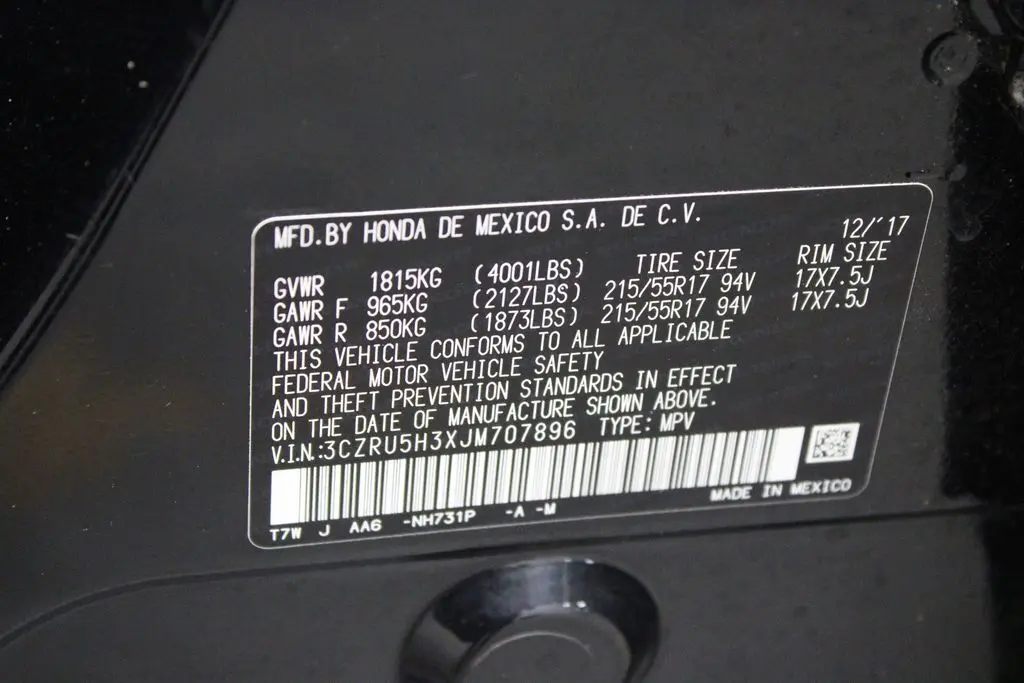 MFD.BY HONDA DE MEXICO S.A. DE C.V. 12/'17
GVWR 1815KG (4001LBS) TIRE SIZE RIM SIZE
GAWR F 965KG (2127LBS) 215/55R17 94V 17X7.5J
GAWR R 850KG (1873LBS) 215/55R17 94V 17X7.5J
THIS VEHICLE CONFORMS TO ALL APPLICABLE
FEDERAL MOTOR VEHICLE SAFETY
AND THEFT PREVENTION STANDARDS IN EFFECT
ON THE DATE OF MANUFACTURE SHOWN ABOVE.
V.I.N.:3CZRU5H3XJM707896 TYPE:MPV
MADE IN MEXICO
T7W J AA6 -NH731P -A -M